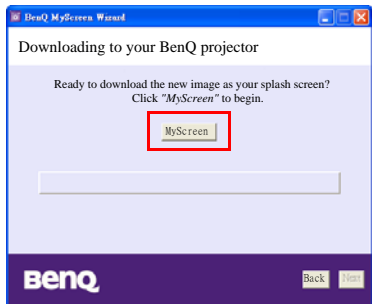 BenQ MyScreen Wizard
Downloading to your BenQ projector
Ready to download the new image as your splash screen?
Click "MyScreen" to begin.
MyScreen
BenQ
Back Next